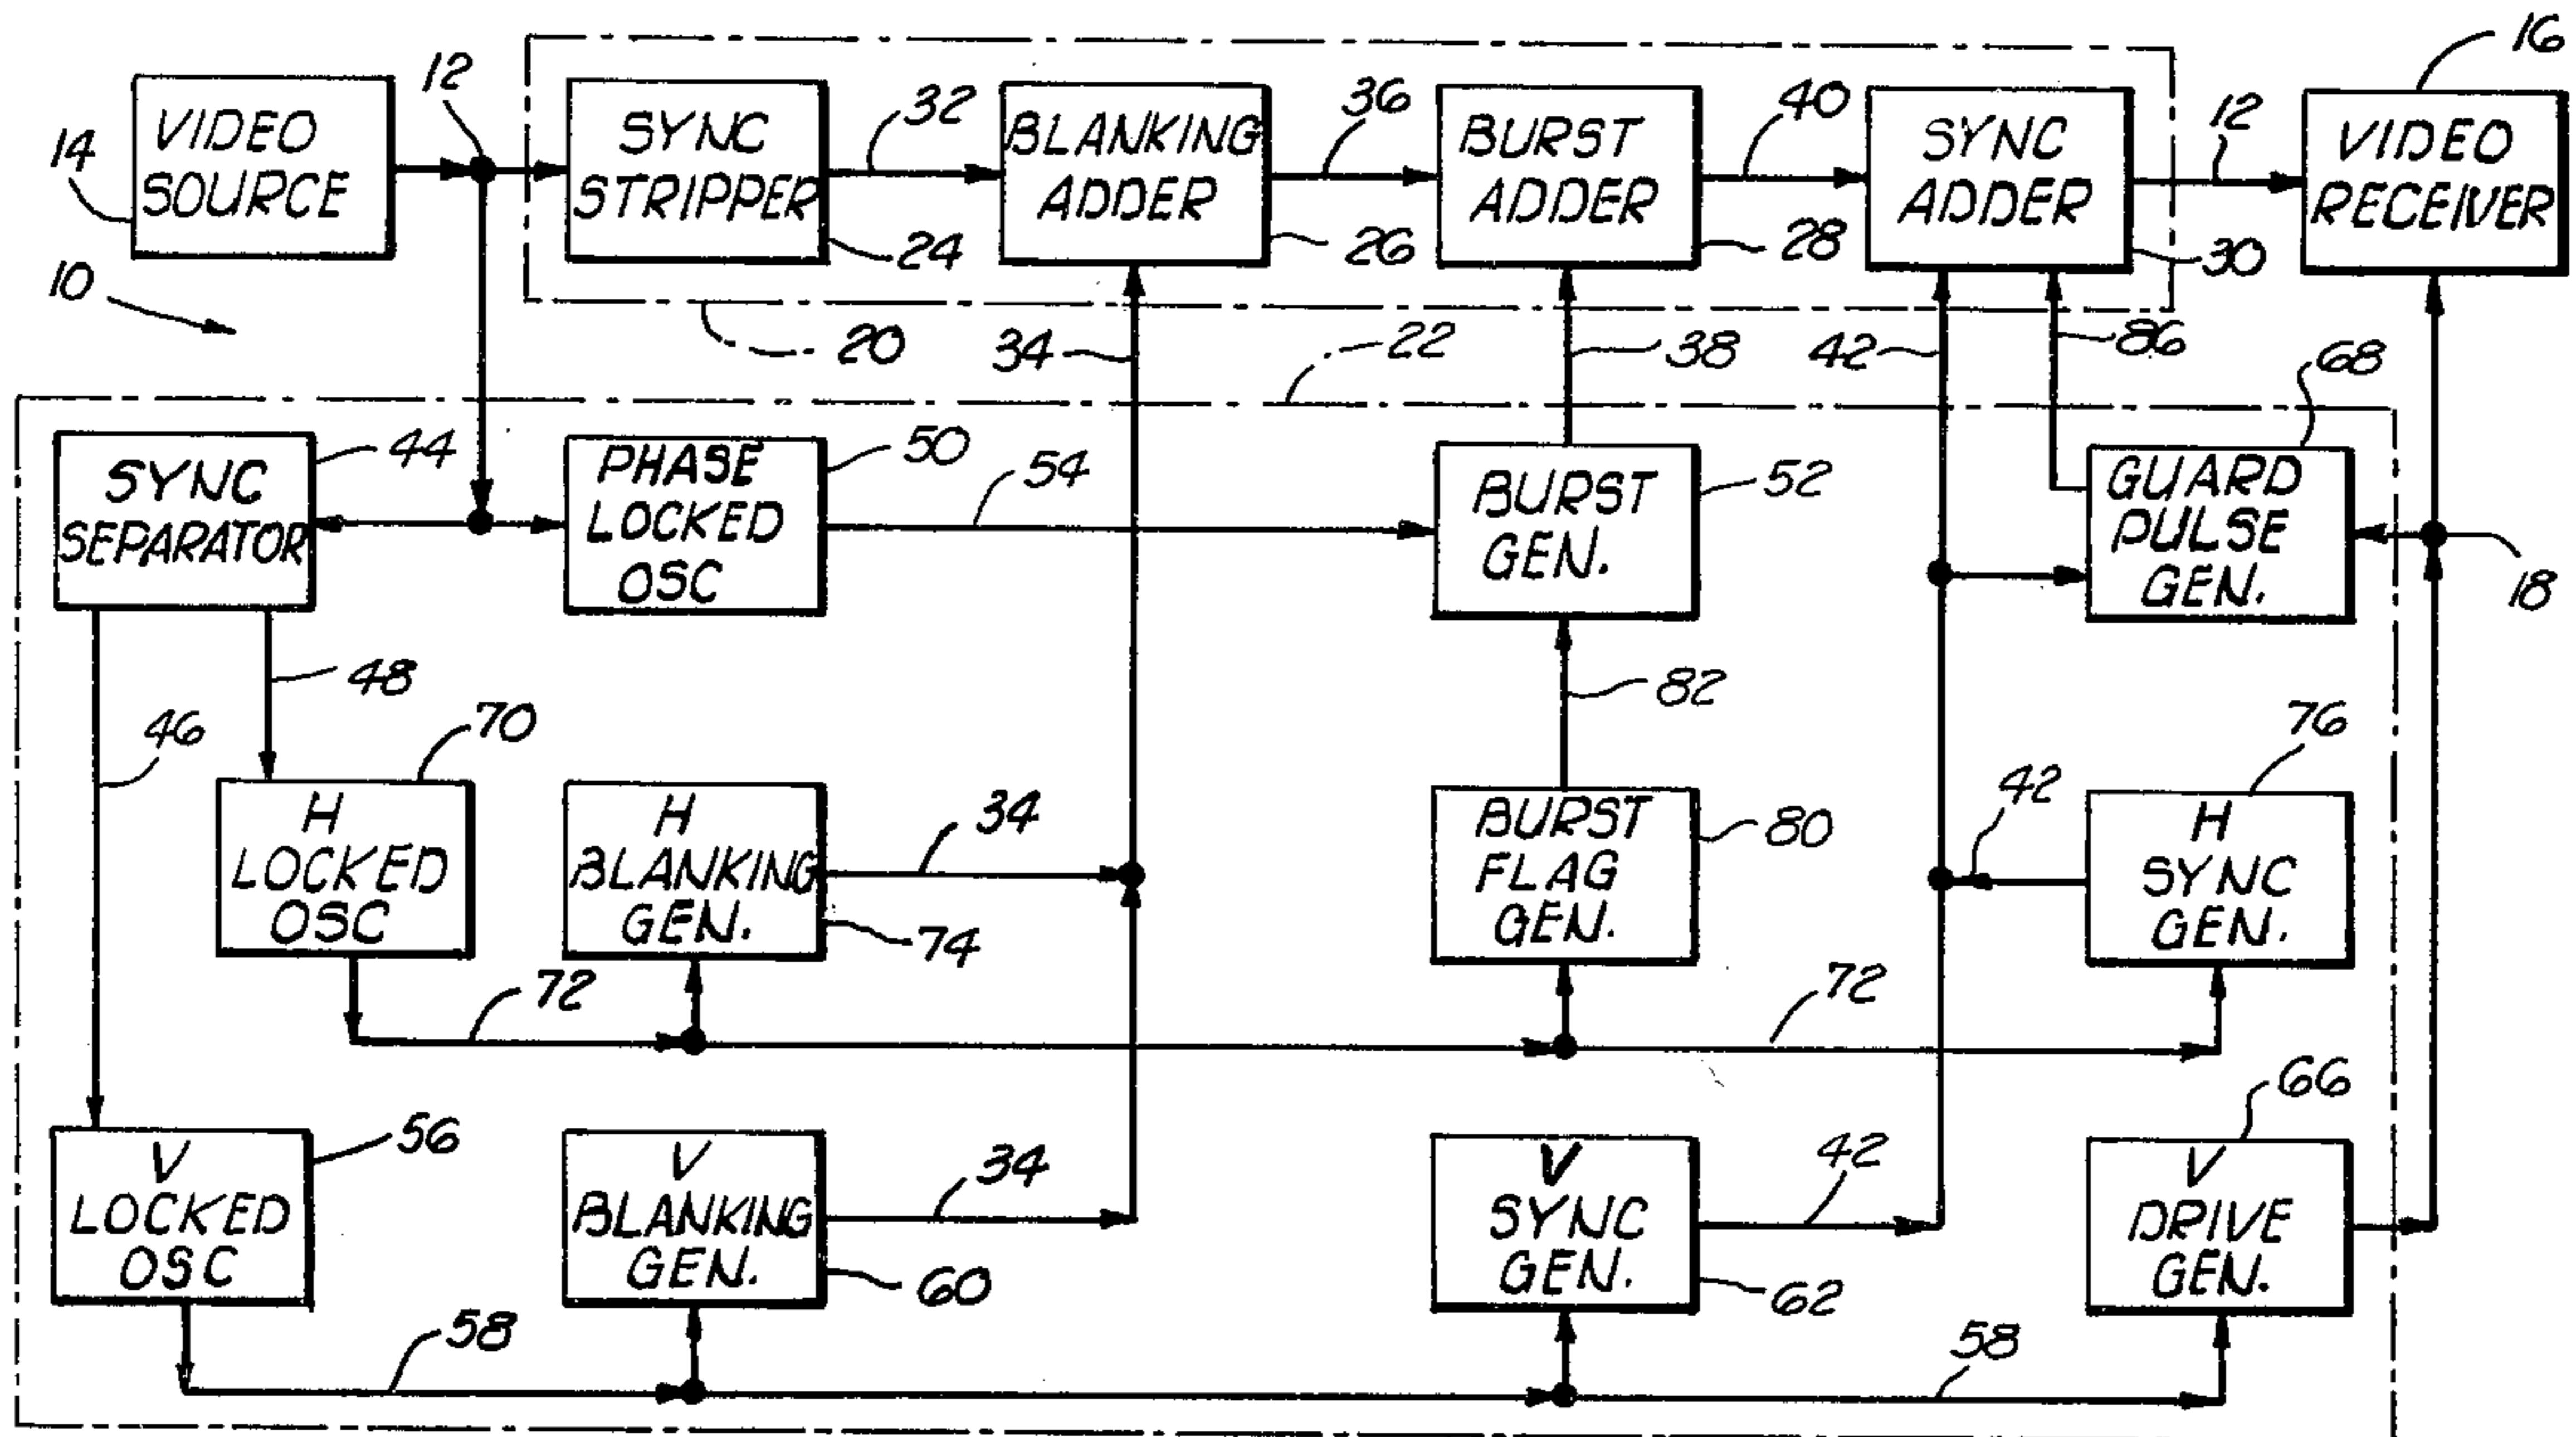 16
12
14
VIDEO
SOURCE
SYNC
STRIPPER
32
BLANKING
ADDER
36
BURST
ADDER
40
SYNC
ADDER
12
VIDEO
RECEIVER
24
26
28
30
10
20
34
22
38
42
86
68
SYNC
SEPARATOR
44
PHASE
LOCKED
OSC
50
54
BURST
GEN.
52
GUARD
PULSE
GEN.
18
48
82
46
70
76
H
LOCKED
OSC
H
BLANKING
GEN.
34
74
BURST
FLAG
GEN.
80
42
H
SYNC
GEN.
72
72
66
V
LOCKED
OSC
56
V
BLANKING
GEN.
34
60
V
SYNC
GEN.
42
62
V
DRIVE
GEN.
58
58